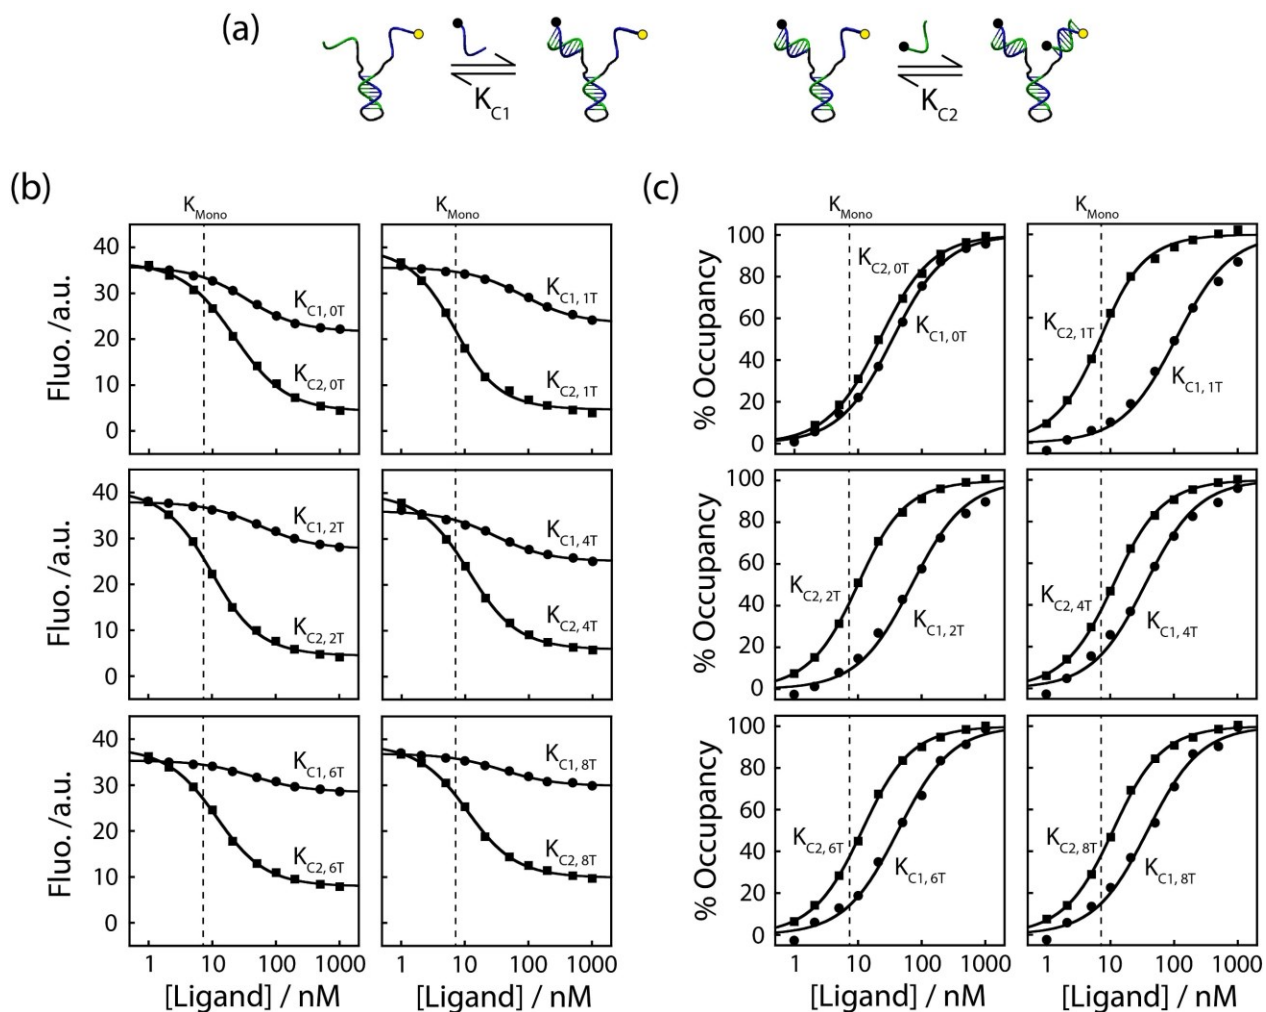 (a)
K_C1
K_C2
(b)
K_Mono
K_Mono
Fluo. /a.u.
40
30
20
10
0
K_C1, 0T
K_C2, 0T
K_C1, 1T
K_C2, 1T
Fluo. /a.u.
40
30
20
10
0
K_C1, 2T
K_C2, 2T
K_C1, 4T
K_C2, 4T
Fluo. /a.u.
40
30
20
10
0
K_C1, 6T
K_C2, 6T
K_C1, 8T
K_C2, 8T
1 10 100 1000
1 10 100 1000
[Ligand] / nM
[Ligand] / nM
(c)
K_Mono
K_Mono
% Occupancy
100
80
60
40
20
0
K_C2, 0T
K_C1, 0T
K_C2, 1T
K_C1, 1T
% Occupancy
100
80
60
40
20
0
K_C2, 2T
K_C1, 2T
K_C2, 4T
K_C1, 4T
% Occupancy
100
80
60
40
20
0
K_C2, 6T
K_C1, 6T
K_C2, 8T
K_C1, 8T
1 10 100 1000
1 10 100 1000
[Ligand] / nM
[Ligand] / nM